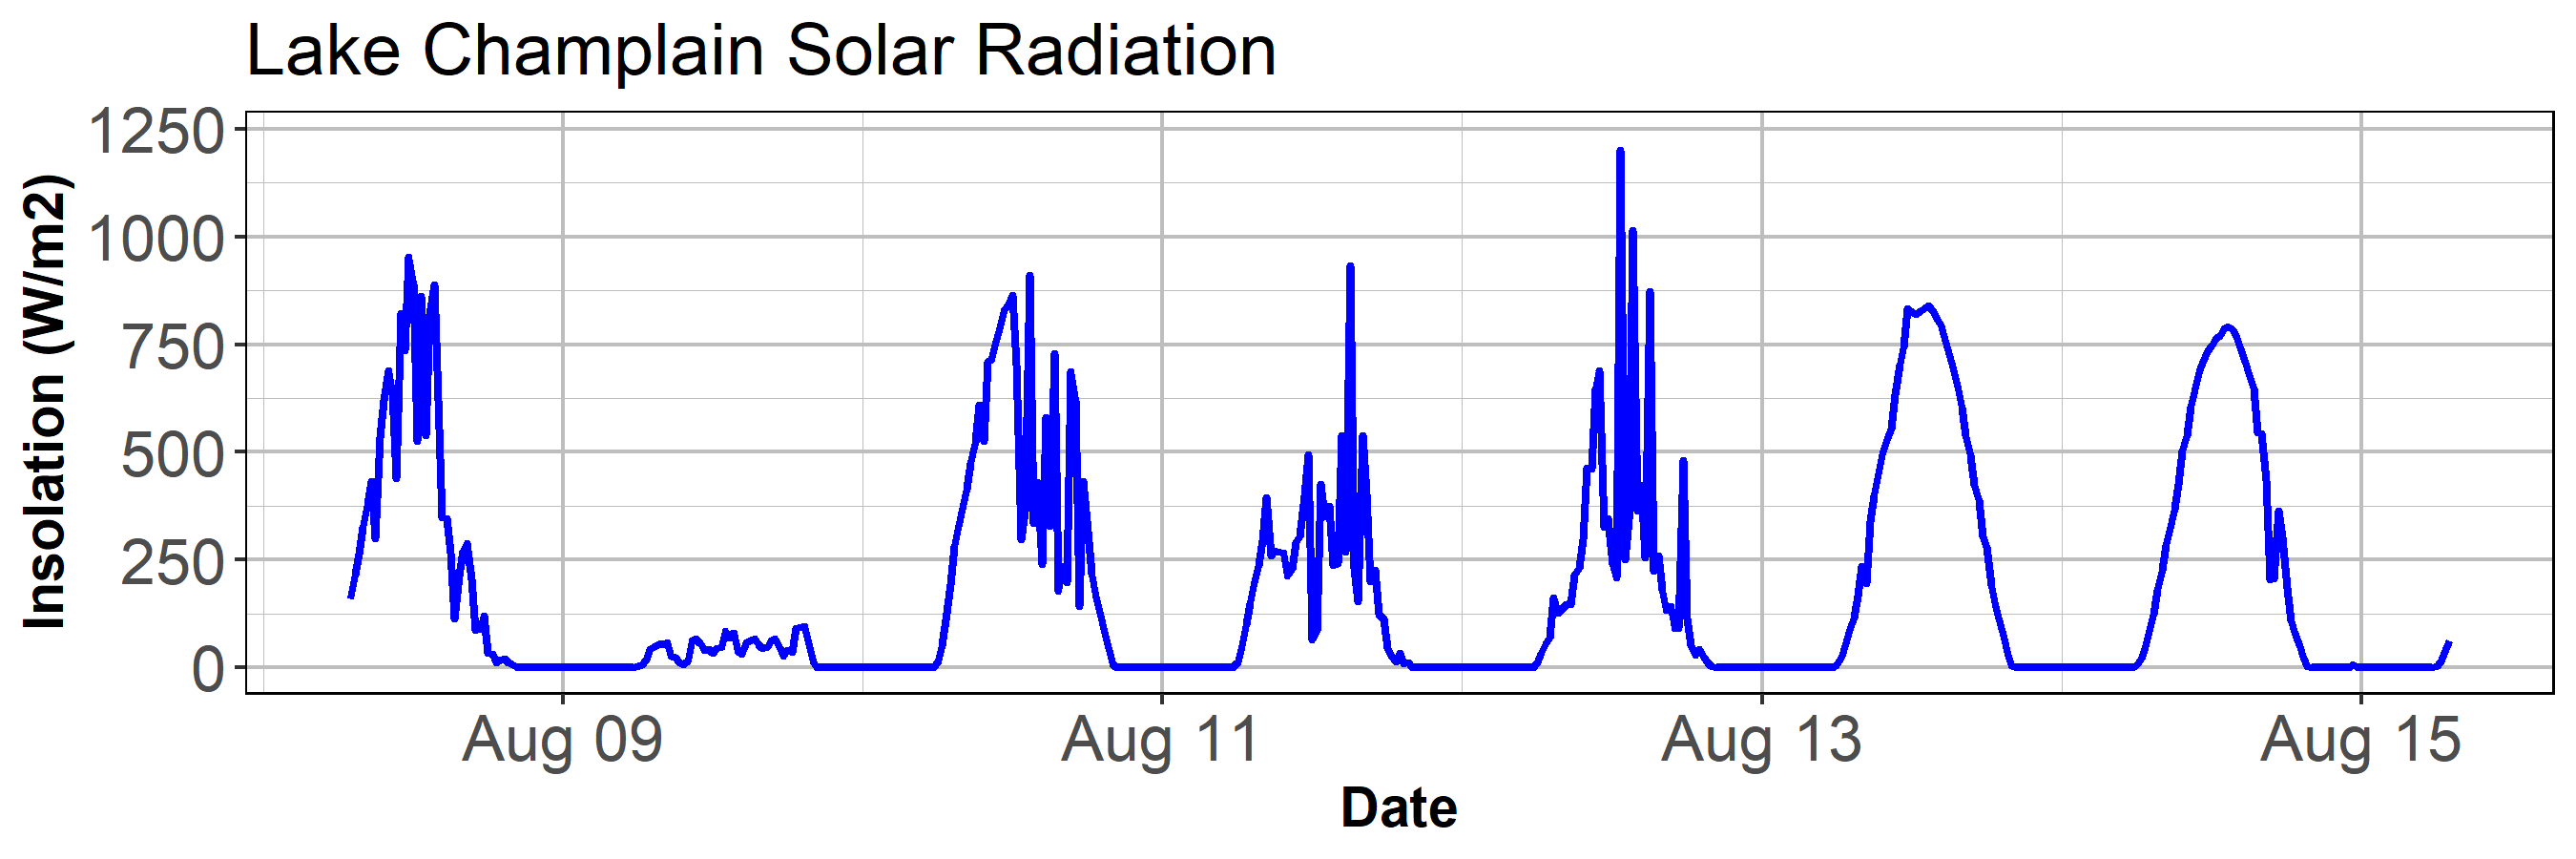 Lake Champlain Solar Radiation
1250
1000
750
500
250
0
Insolation (W/m2)
Aug 09 Aug 11 Aug 13 Aug 15
Date